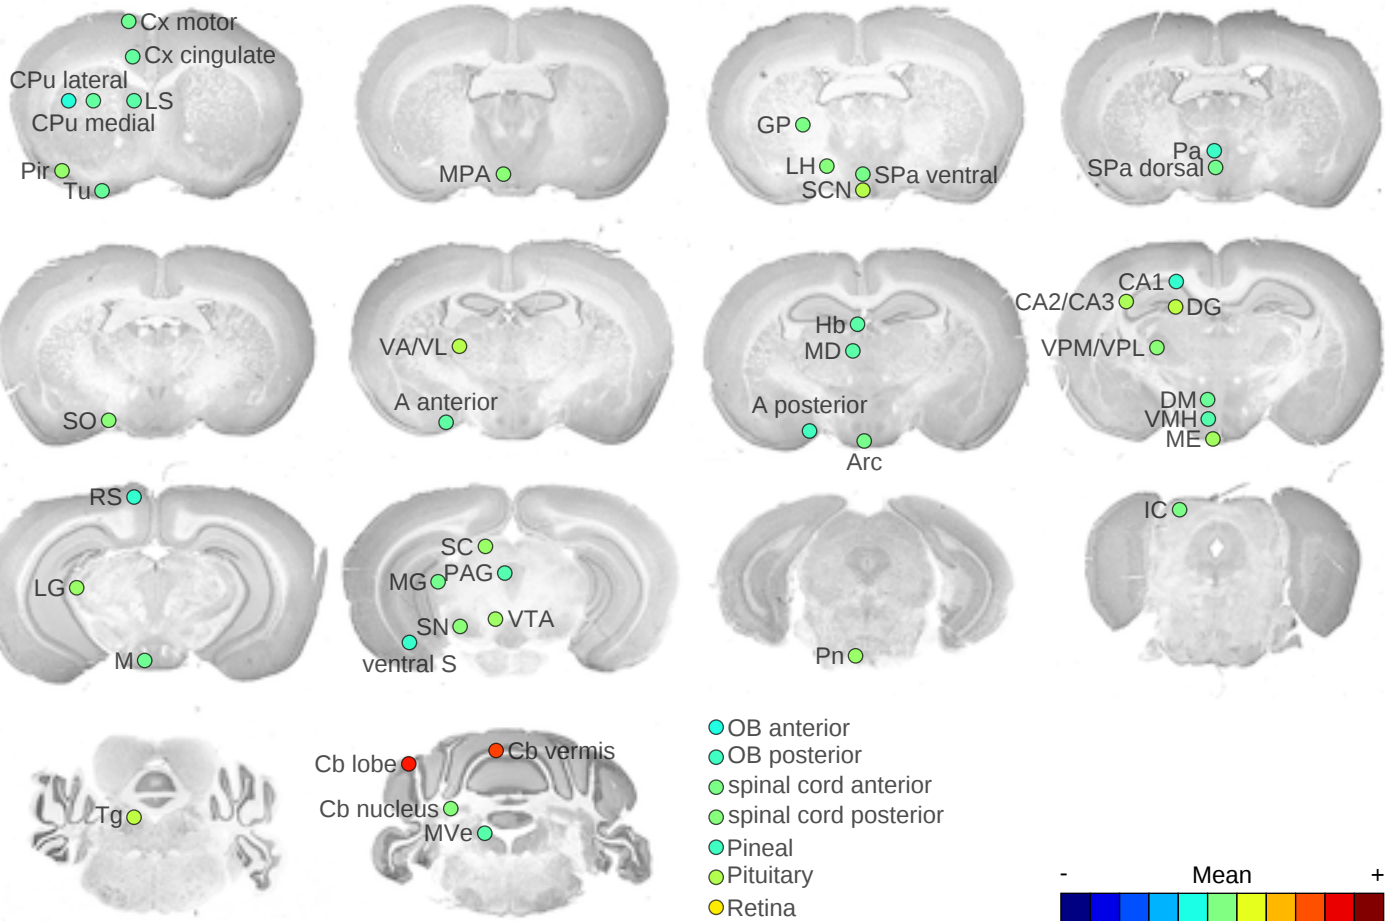 Cx motor
Cx cingulate
CPu lateral
LS
CPu medial
Pir
Tu
MPA
GP
LH
SPa ventral
SCN
Pa
SPa dorsal
SO
VA/VL
A anterior
Hb
MD
A posterior
Arc
CA1
CA2/CA3
DG
VPM/VPL
DM
VMH
ME
RS
LG
M
SC
MG
PAG
SN
VTA
ventral S
Pn
IC
Tg
Cb lobe
Cb vermis
Cb nucleus
MVe
OB anterior
OB posterior
spinal cord anterior
spinal cord posterior
Pineal
Pituitary
Retina
- Mean +